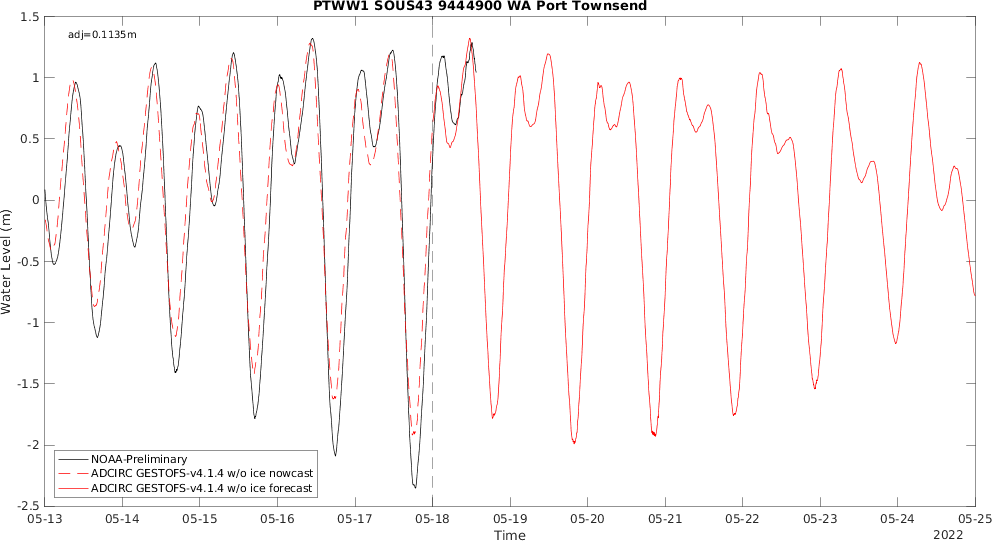 PTWW1 SOUS43 9444900 WA Port Townsend
adj=0.1135m
1.5
1
0.5
0
-0.5
-1
-1.5
-2
-2.5
Water Level (m)
NOAA-Preliminary
ADCIRC GESTOFS-v4.1.4 w/o ice nowcast
ADCIRC GESTOFS-v4.1.4 w/o ice forecast
05-13 05-14 05-15 05-16 05-17 05-18 05-19 05-20 05-21 05-22 05-23 05-24 05-25
Time
2022